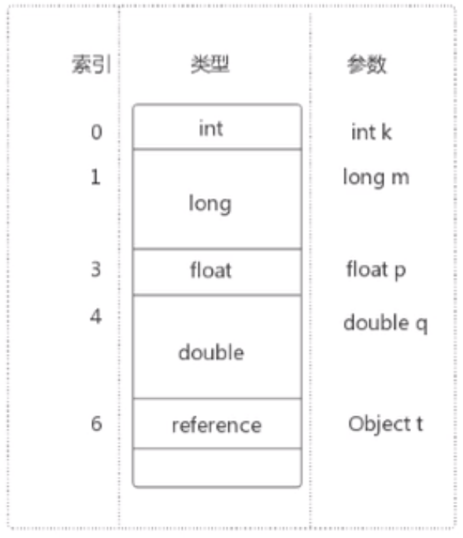 索引 类型 参数
0 int int k
1 long long m
3 float float p
4 double double q
6 reference Object t